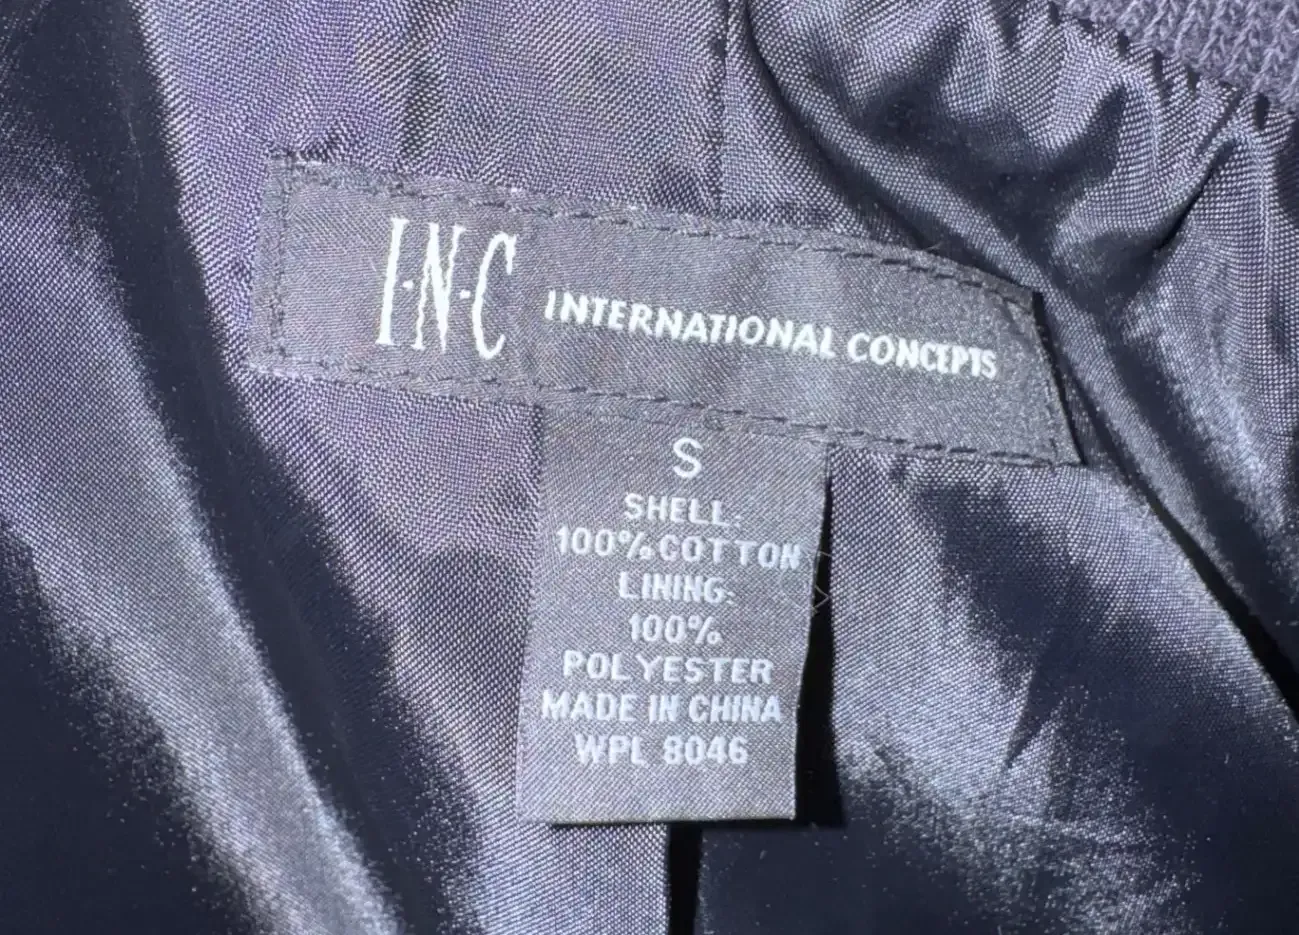 I·N·C INTERNATIONAL CONCEPTS
S
SHELL:
100% COTTON
LINING:
100%
POLYESTER
MADE IN CHINA
WPL 8046